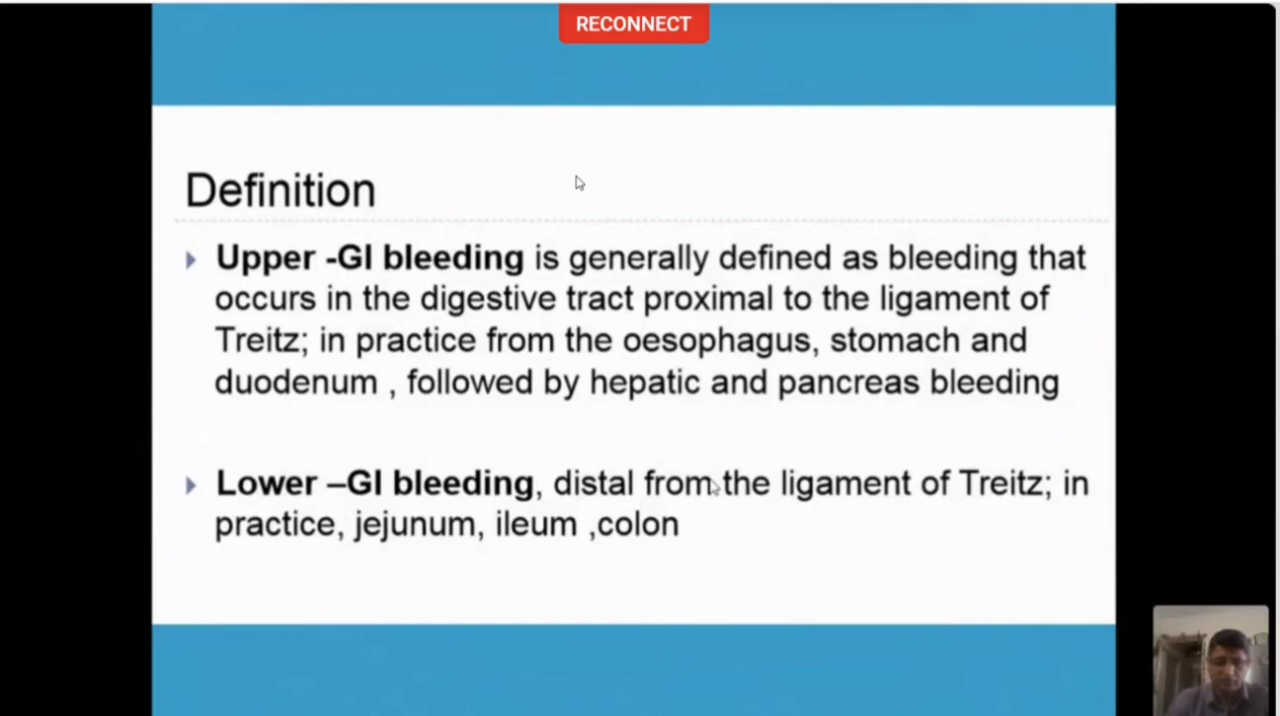 RECONNECT
Definition
Upper -GI bleeding is generally defined as bleeding that
occurs in the digestive tract proximal to the ligament of
Treitz; in practice from the oesophagus, stomach and
duodenum , followed by hepatic and pancreas bleeding
Lower –GI bleeding, distal from the ligament of Treitz; in
practice, jejunum, ileum ,colon